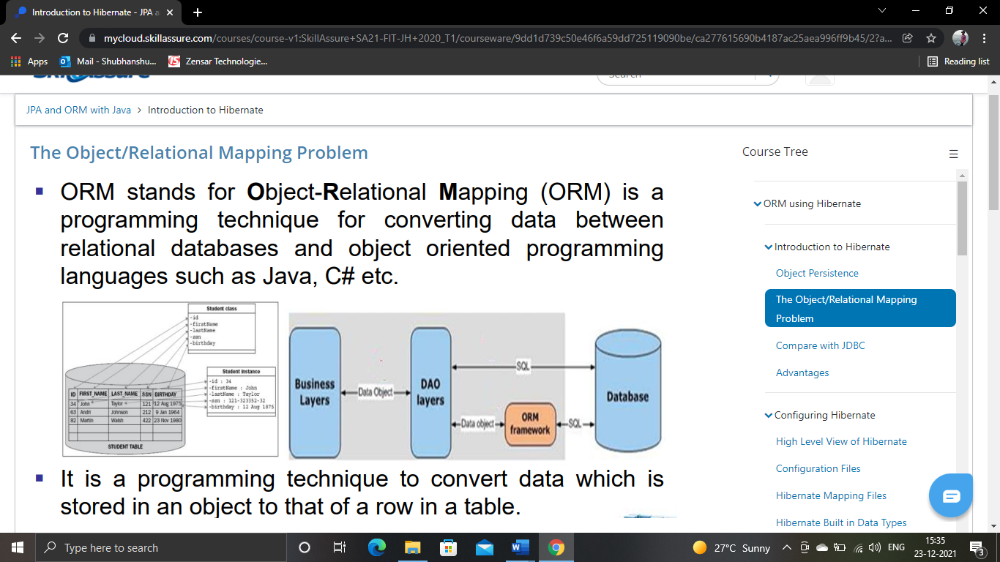 Introduction to Hibernate - JPA a
mycloud.skillassure.com/courses/course-v1:SkillAssure+SA21-FIT-JH+2020_T1/courseware/9dd1d739c50e46f6a59dd725119090be/ca277615690b4187ac25aea996ff9b45/2?a...
Apps Mail - Shubhanshu... Zensar Technologie... Reading list
Search
JPA and ORM with Java > Introduction to Hibernate
The Object/Relational Mapping Problem
ORM stands for Object-Relational Mapping (ORM) is a
programming technique for converting data between
relational databases and object oriented programming
languages such as Java, C# etc.
Student class
-id
-firstName
-lastName
-ssn
-birthday
Student instance
-id : 34
-firstName : John
-lastName : Taylor
-ssn : 121-323352-32
-birthday : 12 Aug 1875
ID FIRST_NAME LAST_NAME SSN BIRTHDAY
34 John Taylor 121 12 Aug 1975
63 Andri Johnson 212 9 Jan 1964
82 Martin Walsh 422 23 Nov 1980
STUDENT TABLE
Business
Layers
Data Object
DAO
layers
SQL
Data object
ORM
framework
SQL
Database
It is a programming technique to convert data which is
stored in an object to that of a row in a table.
Course Tree
ORM using Hibernate
Introduction to Hibernate
Object Persistence
The Object/Relational Mapping
Problem
Compare with JDBC
Advantages
Configuring Hibernate
High Level View of Hibernate
Configuration Files
Hibernate Mapping Files
Hibernate Built in Data Types
Type here to search
27°C Sunny
ENG
15:35
23-12-2021
3